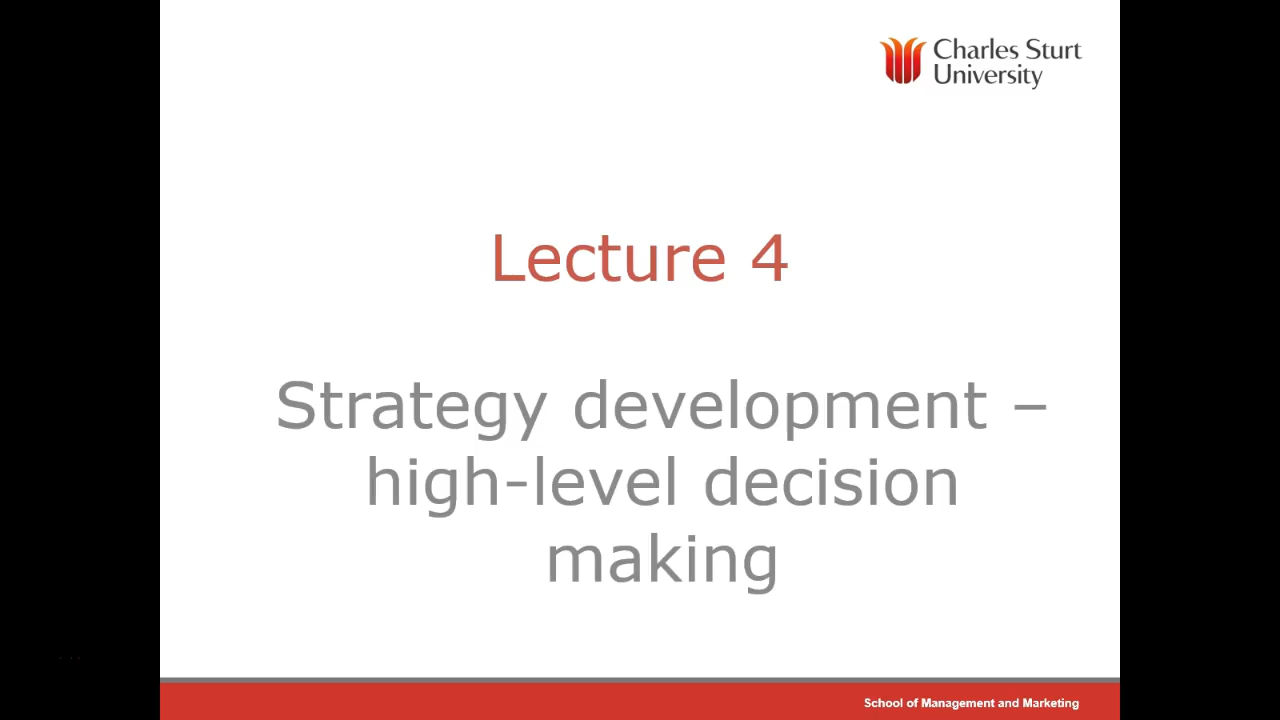 Charles Sturt
University
Lecture 4
Strategy development –
high-level decision
making
School of Management and Marketing